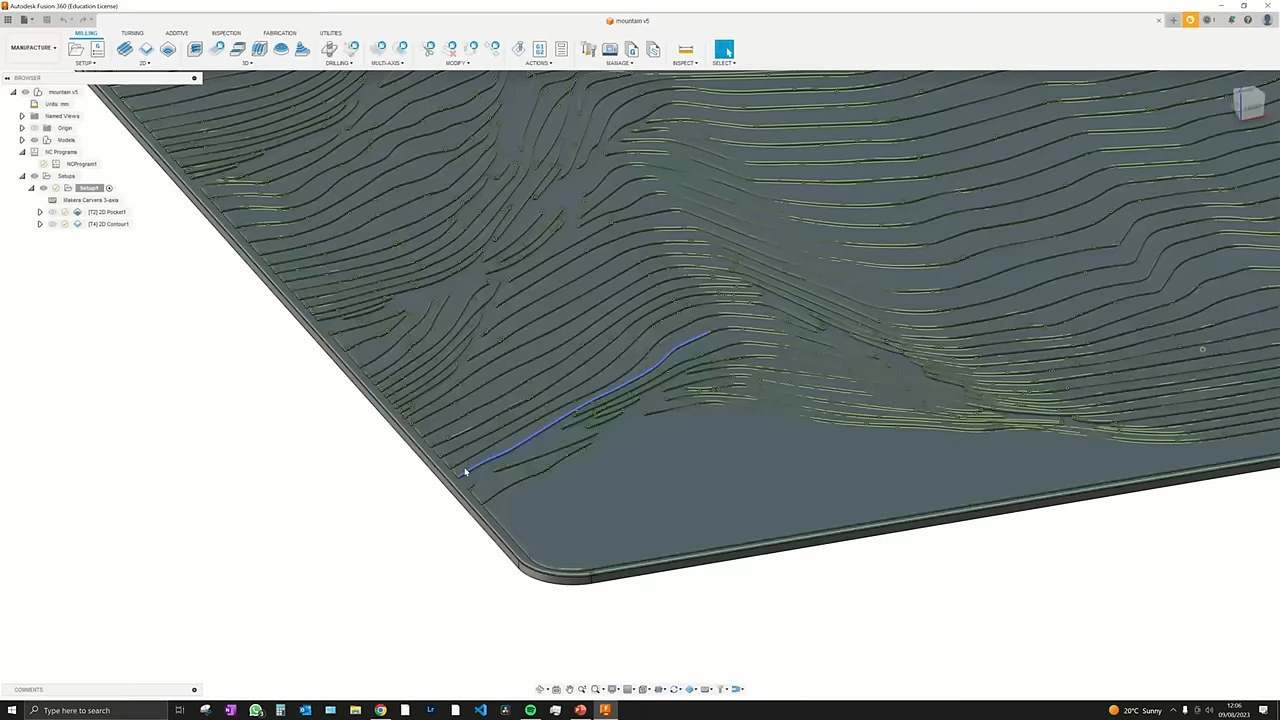 Autodesk Fusion 360 (Education License)
mountain v5
MANUFACTURE
MILLING TURNING ADDITIVE INSPECTION FABRICATION UTILITIES
SETUP 2D 3D DRILLING MULTI-AXIS MODIFY ACTIONS MANAGE INSPECT SELECT
G1 G2
BROWSER
mountain v5
Units: mm
Named Views
Origin
Models
NC Programs
NCProgram1
Setups
Setup1
Makera Carvera 3-axis
[T2] 2D Pocket1
[T4] 2D Contour1
COMMENTS
Type here to search
20°C Sunny
12:06
09/08/2023